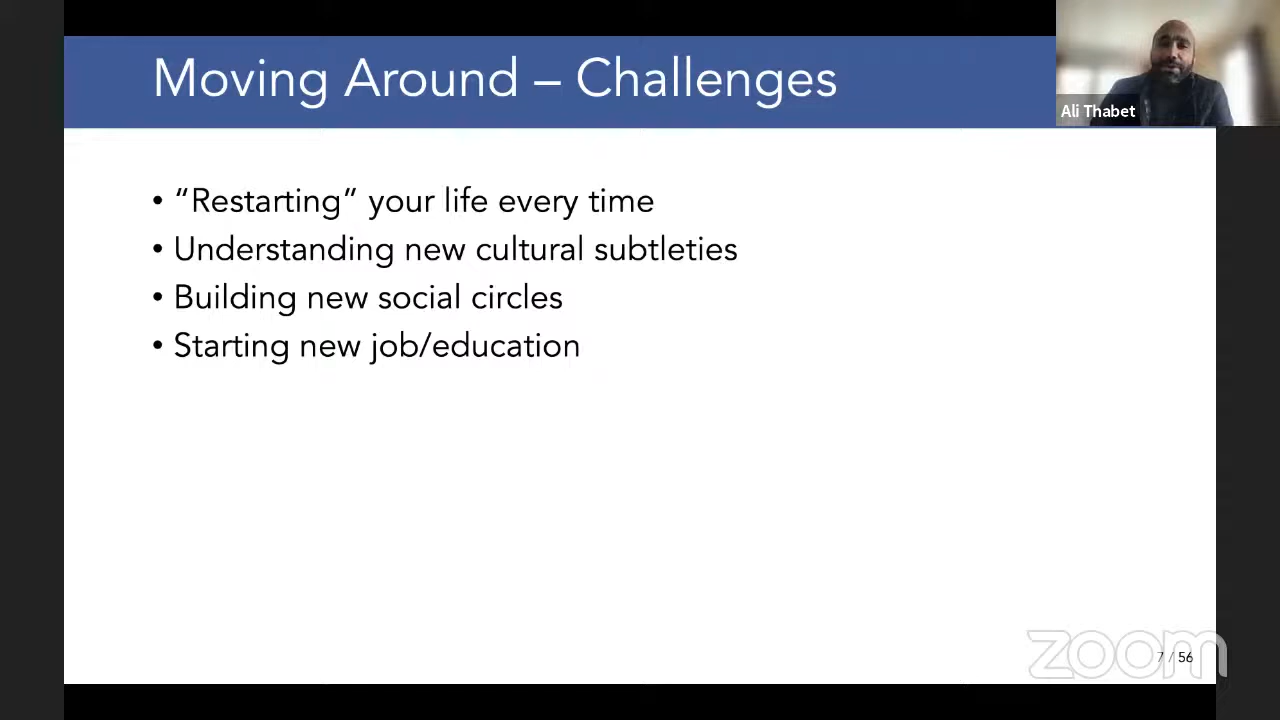 Moving Around – Challenges
Ali Thabet
• “Restarting” your life every time
• Understanding new cultural subtleties
• Building new social circles
• Starting new job/education
zoom
7 / 56